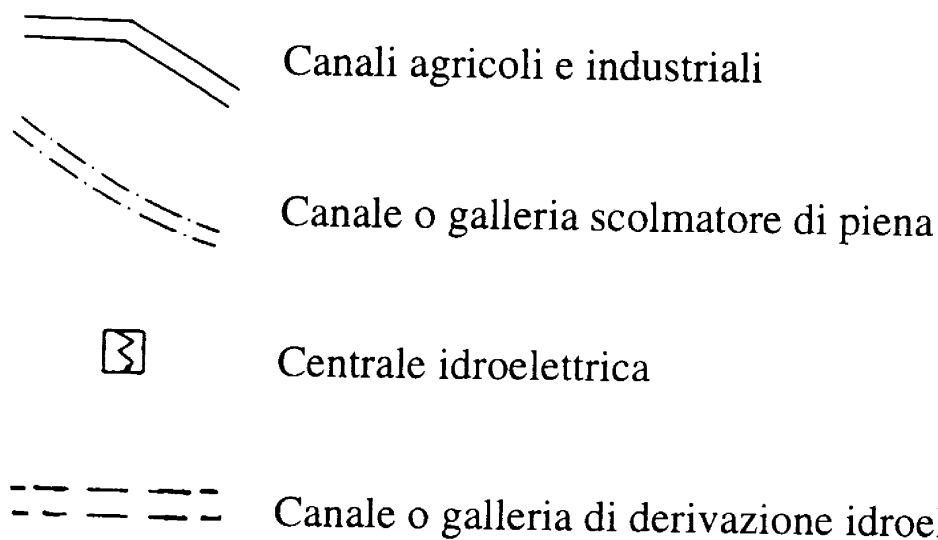 Canali agricoli e industriali
Canale o galleria scolmatore di piena
Centrale idroelettrica
Canale o galleria di derivazione idroe